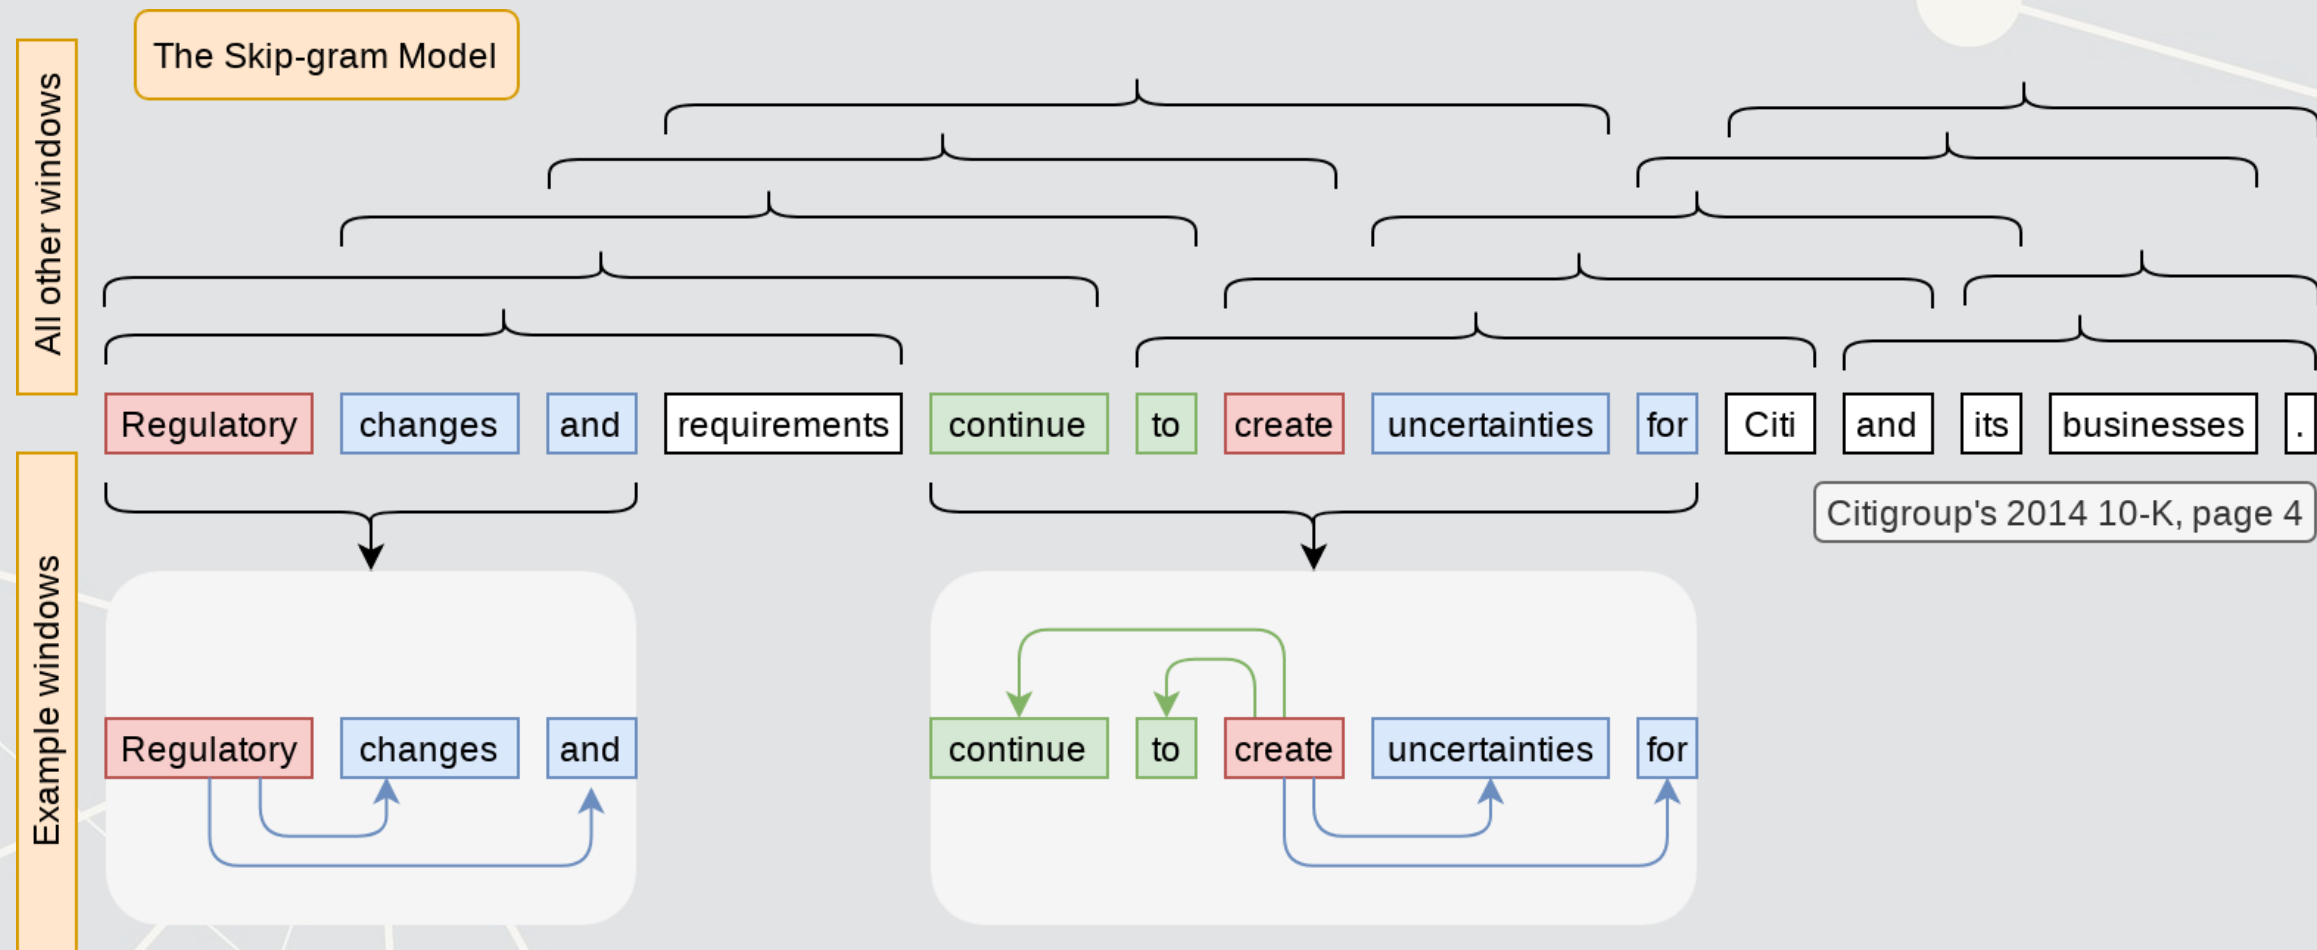 The Skip-gram Model
All other windows
Regulatory changes and requirements continue to create uncertainties for Citi and its businesses .
Citigroup's 2014 10-K, page 4
Example windows
Regulatory changes and
continue to create uncertainties for